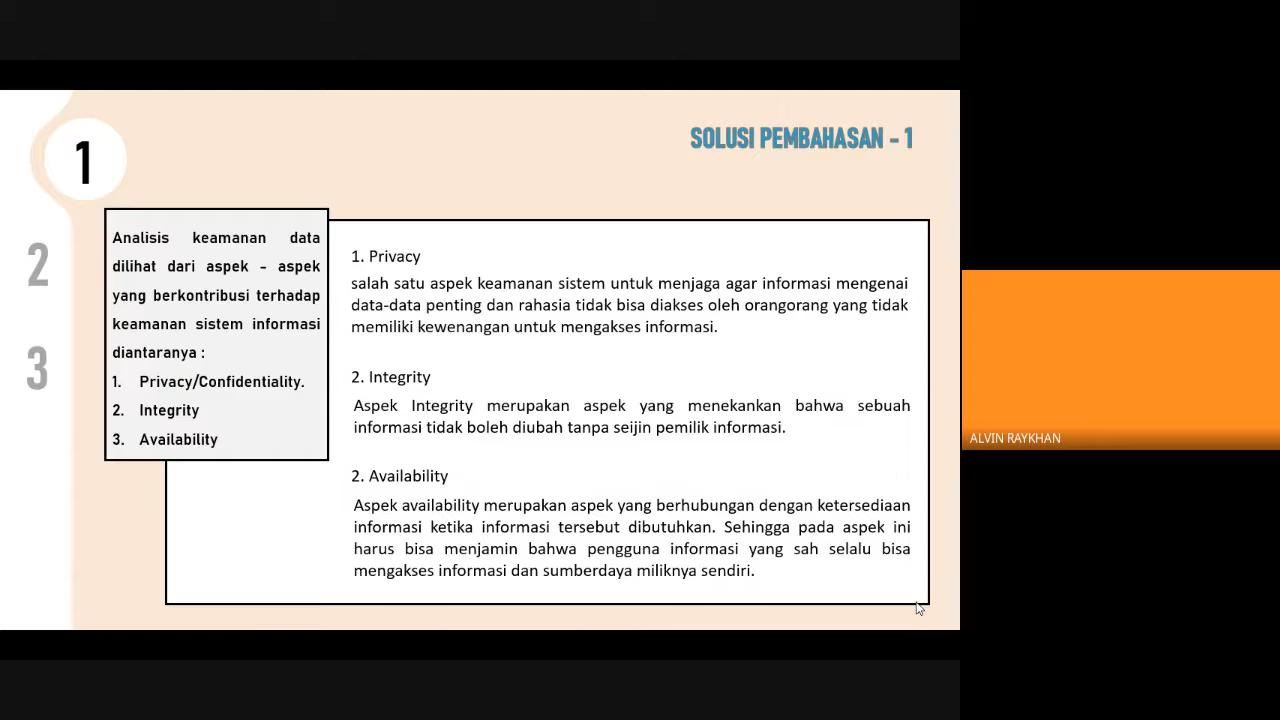 1
SOLUSI PEMBAHASAN - 1
2
3
Analisis keamanan data
dilihat dari aspek - aspek
yang berkontribusi terhadap
keamanan sistem informasi
diantaranya :
1. Privacy/Confidentiality.
2. Integrity
3. Availability
1. Privacy
salah satu aspek keamanan sistem untuk menjaga agar informasi mengenai
data-data penting dan rahasia tidak bisa diakses oleh orangorang yang tidak
memiliki kewenangan untuk mengakses informasi.
2. Integrity
Aspek Integrity merupakan aspek yang menekankan bahwa sebuah
informasi tidak boleh diubah tanpa seijin pemilik informasi.
2. Availability
Aspek availability merupakan aspek yang berhubungan dengan ketersediaan
informasi ketika informasi tersebut dibutuhkan. Sehingga pada aspek ini
harus bisa menjamin bahwa pengguna informasi yang sah selalu bisa
mengakses informasi dan sumberdaya miliknya sendiri.
ALVIN RAYKHAN